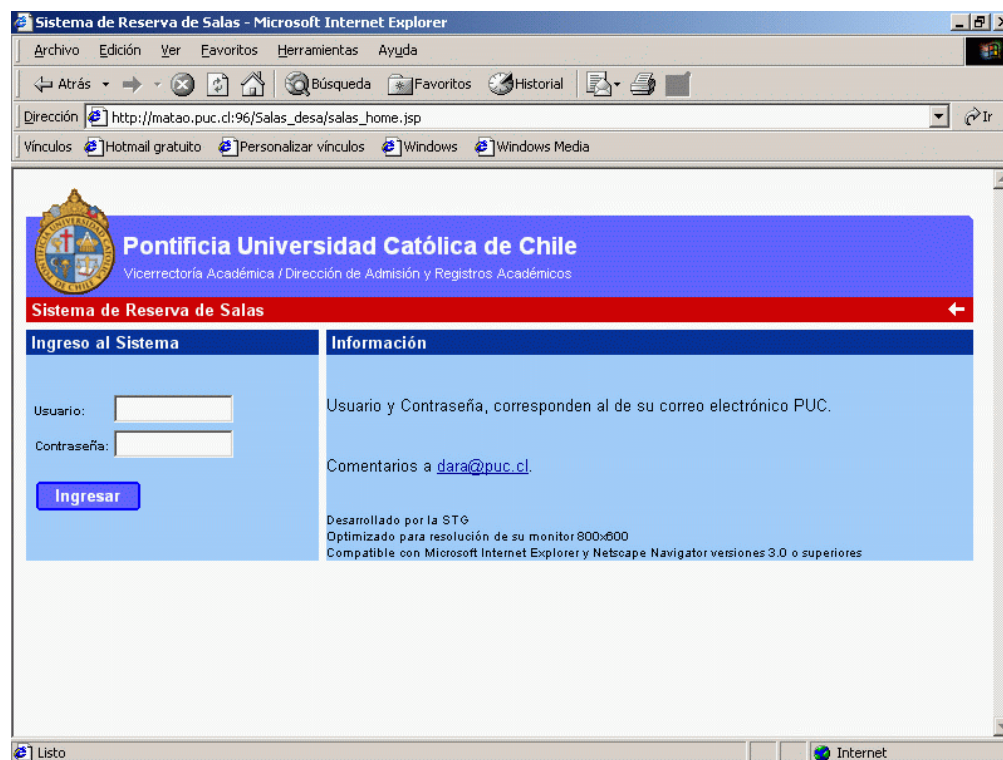 Sistema de Reserva de Salas - Microsoft Internet Explorer
Archivo Edición Ver Favoritos Herramientas Ayuda
Atrás Búsqueda Favoritos Historial
Dirección http://matao.puc.cl:96/Salas_desa/salas_home.jsp Ir
Vínculos Hotmail gratuito Personalizar vínculos Windows Windows Media
Pontificia Universidad Católica de Chile
Vicerrectoría Académica / Dirección de Admisión y Registros Académicos
Sistema de Reserva de Salas
Ingreso al Sistema
Usuario:
Contraseña:
Ingresar
Información
Usuario y Contraseña, corresponden al de su correo electrónico PUC.
Comentarios a dara@puc.cl.
Desarrollado por la STG
Optimizado para resolución de su monitor 800x600
Compatible con Microsoft Internet Explorer y Netscape Navigator versiones 3.0 o superiores
Listo Internet